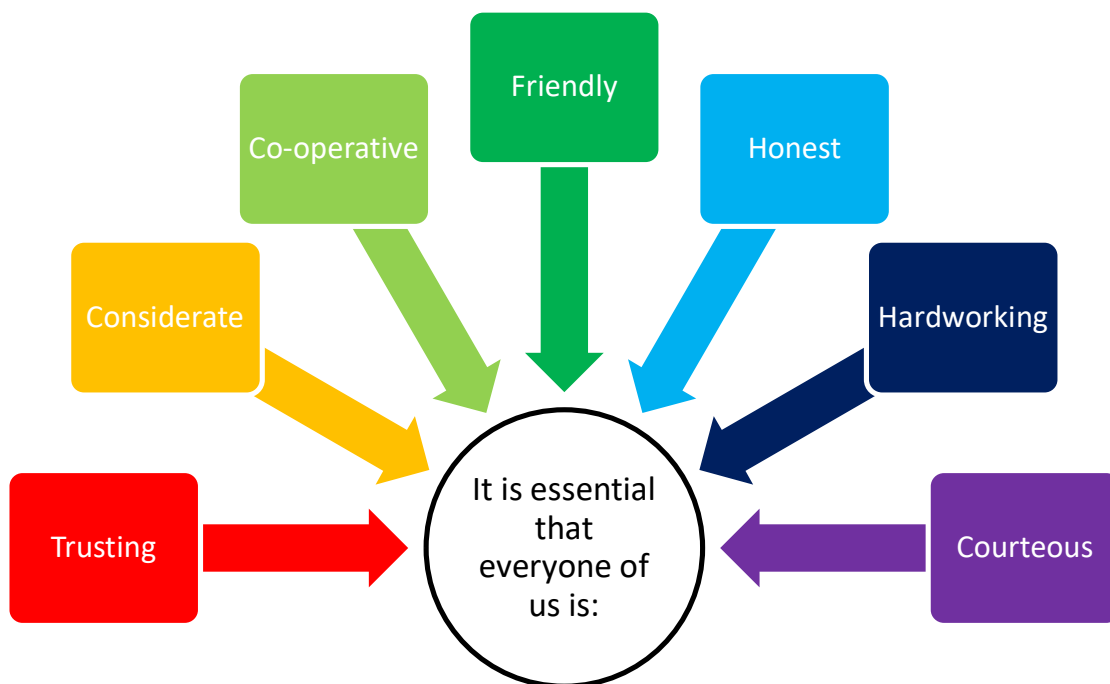 Friendly
Co-operative
Honest
Considerate
Hardworking
Trusting
It is essential
that
everyone of
us is:
Courteous